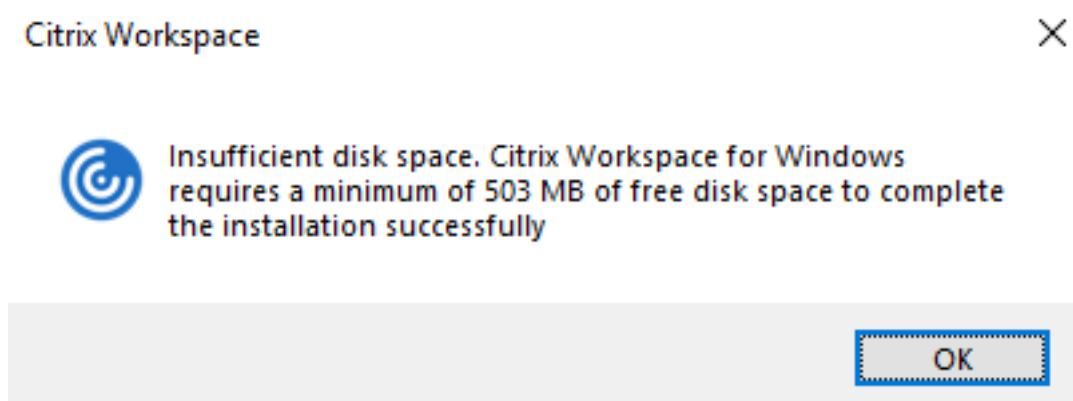 Citrix Workspace
Insufficient disk space. Citrix Workspace for Windows
requires a minimum of 503 MB of free disk space to complete
the installation successfully
OK